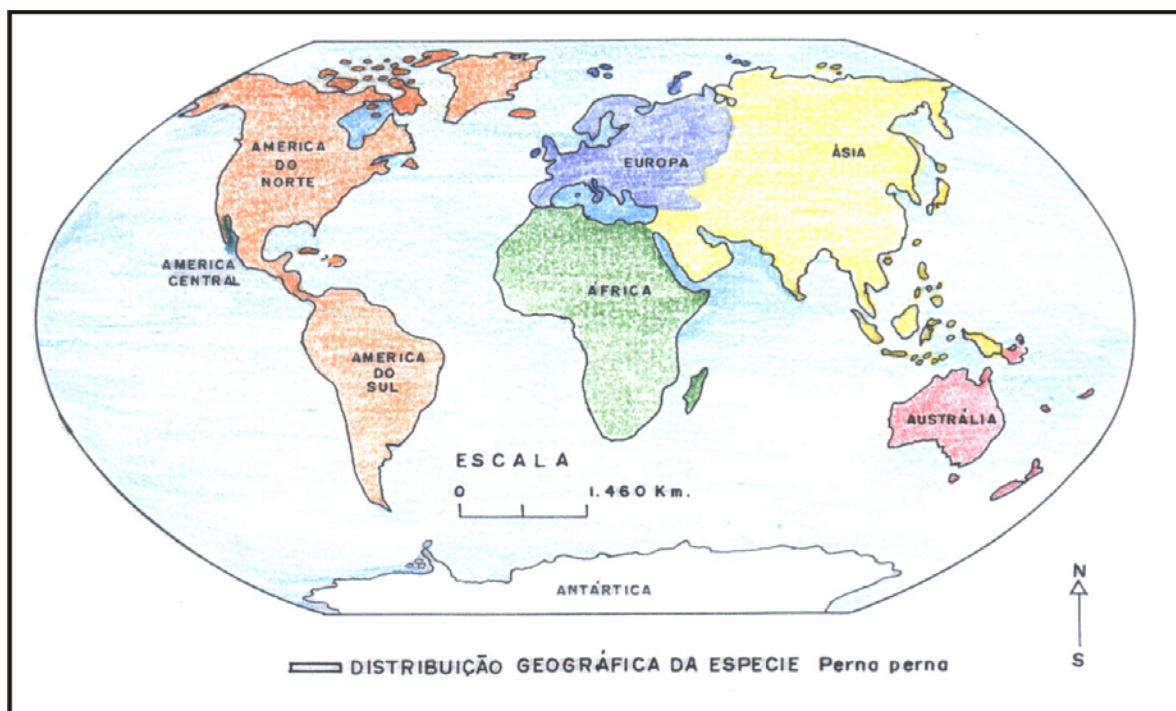 AMERICA
DO
NORTE
EUROPA
ÁSIA
AMERICA
CENTRAL
ÁFRICA
AMERICA
DO
SUL
AUSTRÁLIA
ESCALA
0 1.460 Km.
ANTÁRTICA
N
S
DISTRIBUIÇÃO GEOGRÁFICA DA ESPECIE Perna perna